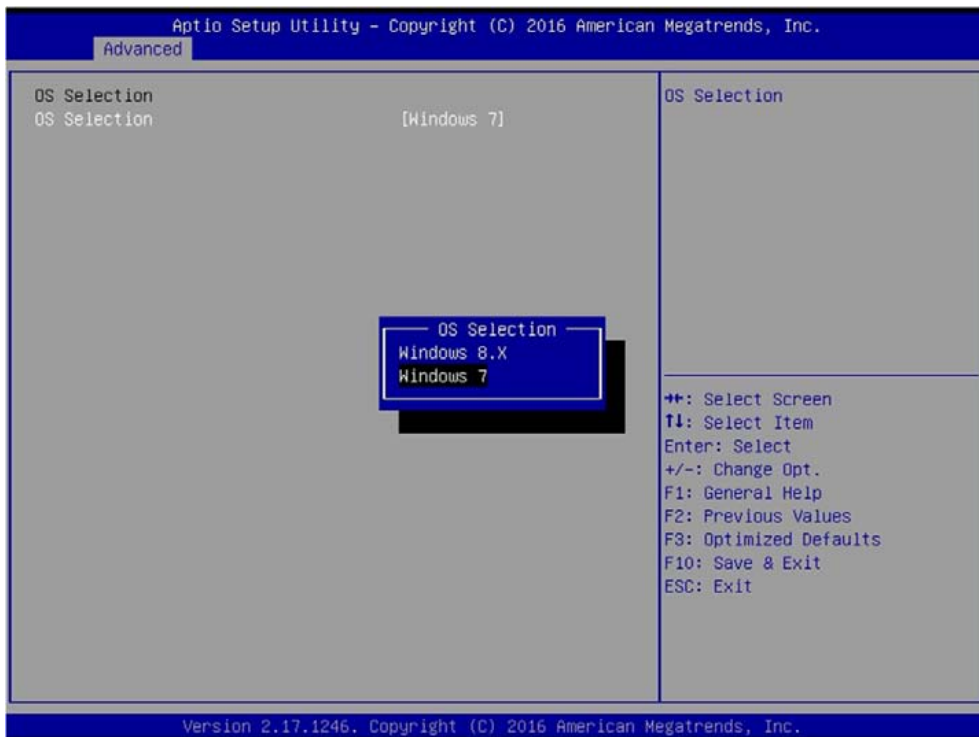 Aptio Setup Utility – Copyright (C) 2016 American Megatrends, Inc.
Advanced
OS Selection
OS Selection [Windows 7]
OS Selection
Windows 8.X
Windows 7
OS Selection
→←: Select Screen
↑↓: Select Item
Enter: Select
+/-: Change Opt.
F1: General Help
F2: Previous Values
F3: Optimized Defaults
F10: Save & Exit
ESC: Exit
Version 2.17.1246. Copyright (C) 2016 American Megatrends, Inc.